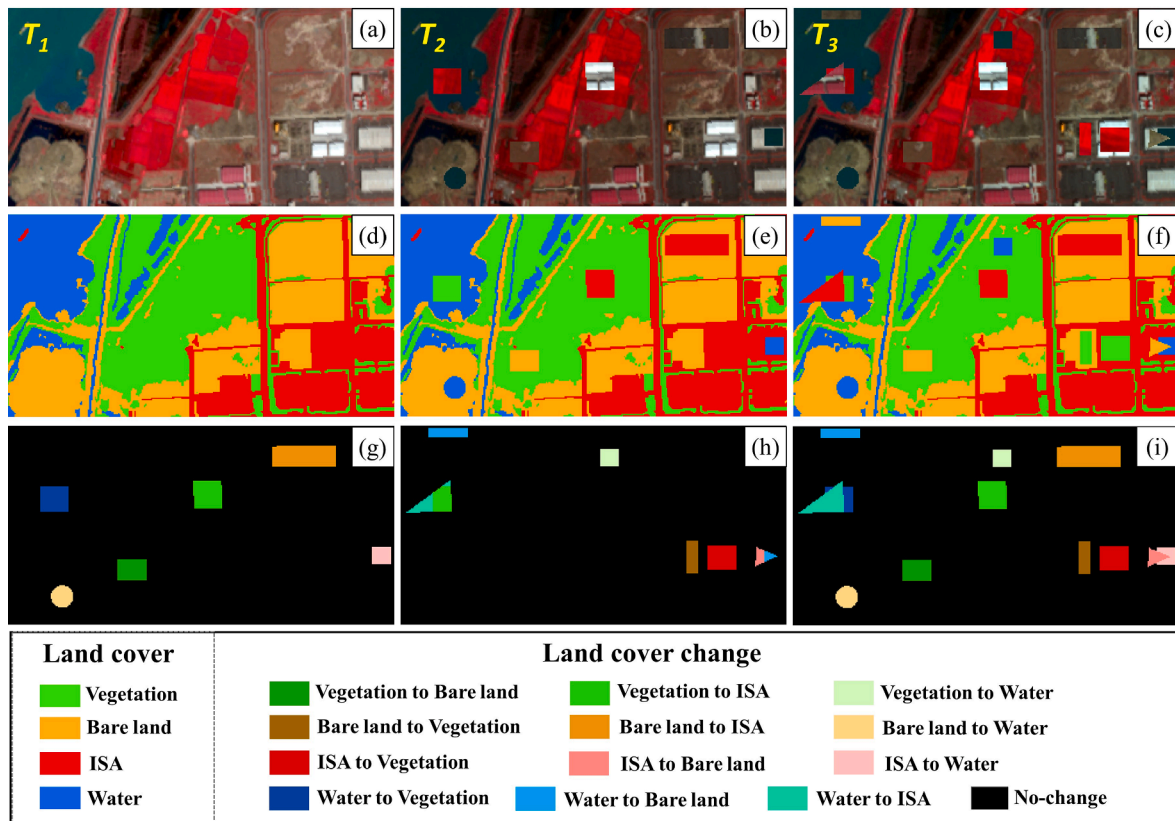 T1 (a) T2 (b) T3 (c)
(d) (e) (f)
(g) (h) (i)
Land cover
Vegetation
Bare land
ISA
Water
Land cover change
Vegetation to Bare land Vegetation to ISA Vegetation to Water
Bare land to Vegetation Bare land to ISA Bare land to Water
ISA to Vegetation ISA to Bare land ISA to Water
Water to Vegetation Water to Bare land Water to ISA No-change